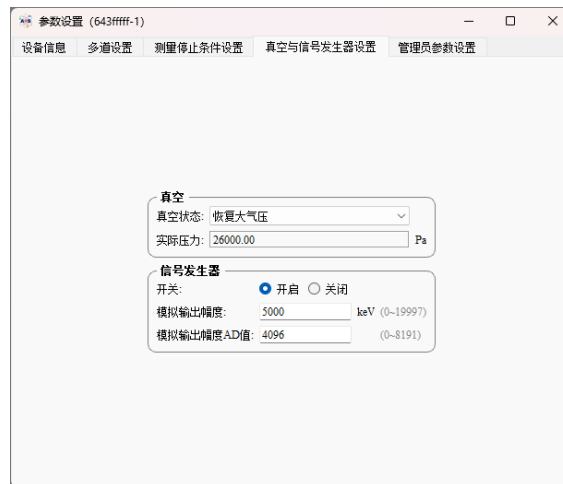 参数设置 (643fffff-1)
设备信息 多道设置 测量停止条件设置 真空与信号发生器设置 管理员参数设置
真空
真空状态: 恢复大气压
实际压力: 26000.00 Pa
信号发生器
开关: 开启 关闭
模拟输出幅度: 5000 keV (0~19997)
模拟输出幅度AD值: 4096 (0~8191)